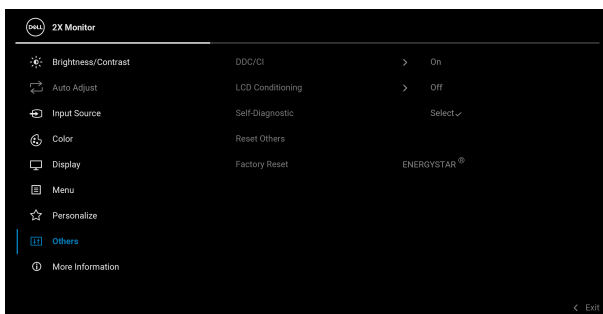 DELL 2X Monitor
Brightness/Contrast DDC/CI > On
Auto Adjust LCD Conditioning > Off
Input Source Self-Diagnostic Select✓
Color Reset Others
Display Factory Reset ENERGYSTAR ®
Menu
Personalize
Others
More Information
< Exit